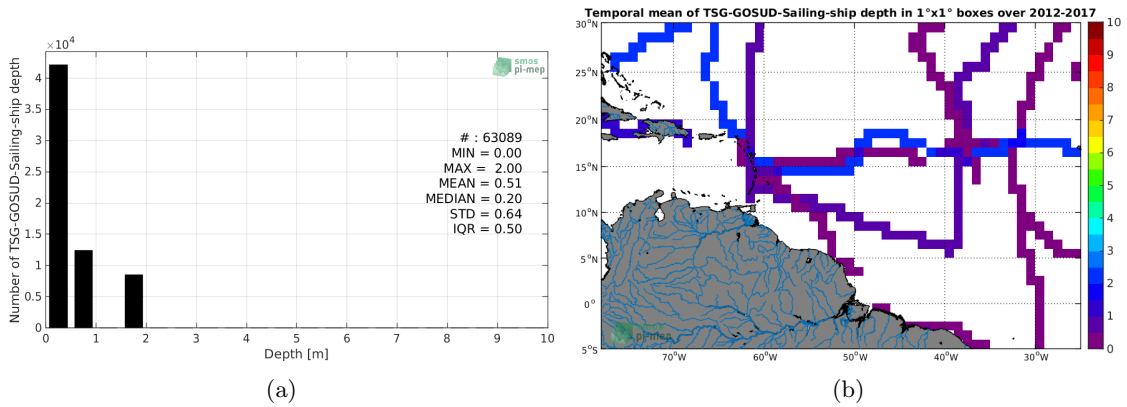 ×10⁴
4
3.5
3
2.5
2
1.5
1
0.5
0
Number of TSG-GOSUD-Sailing-ship depth
smos
pi-mep
# : 63089
MIN = 0.00
MAX = 2.00
MEAN = 0.51
MEDIAN = 0.20
STD = 0.64
IQR = 0.50
0 1 2 3 4 5 6 7 8 9 10
Depth [m]
(a)
Temporal mean of TSG-GOSUD-Sailing-ship depth in 1°x1° boxes over 2012-2017
30°N
25°N
20°N
15°N
10°N
5°N
0°
5°S
70°W 60°W 50°W 40°W 30°W
smos
pi-mep
10
9
8
7
6
5
4
3
2
1
0
(b)